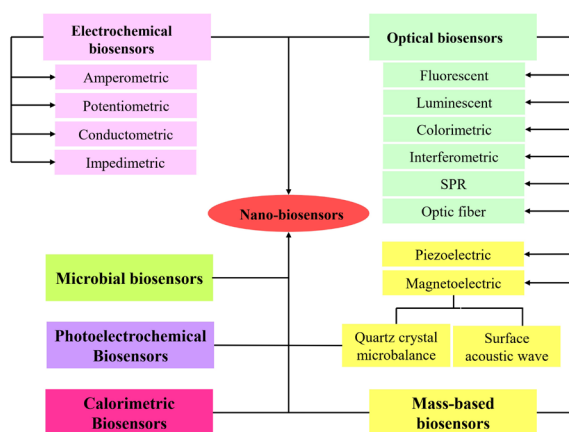 Electrochemical
biosensors
Amperometric
Potentiometric
Conductometric
Impedimetric
Optical biosensors
Fluorescent
Luminescent
Colorimetric
Interferometric
SPR
Optic fiber
Nano-biosensors
Microbial biosensors
Photoelectrochemical
Biosensors
Calorimetric
Biosensors
Piezoelectric
Magnetoelectric
Quartz crystal
microbalance
Surface
acoustic wave
Mass-based
biosensors